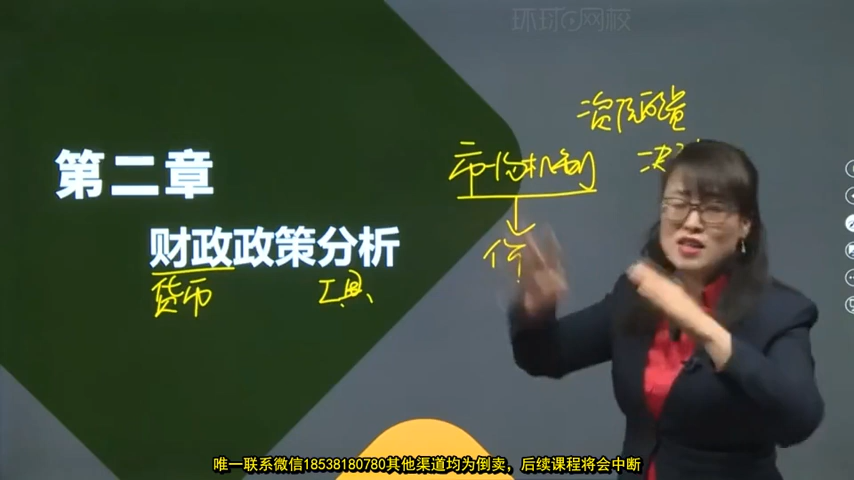 环球网校
资源配置
市场机制
决
第二章
价
财政政策分析
货币
工具
唯一联系微信18538180780其他渠道均为倒卖，后续课程将会中断